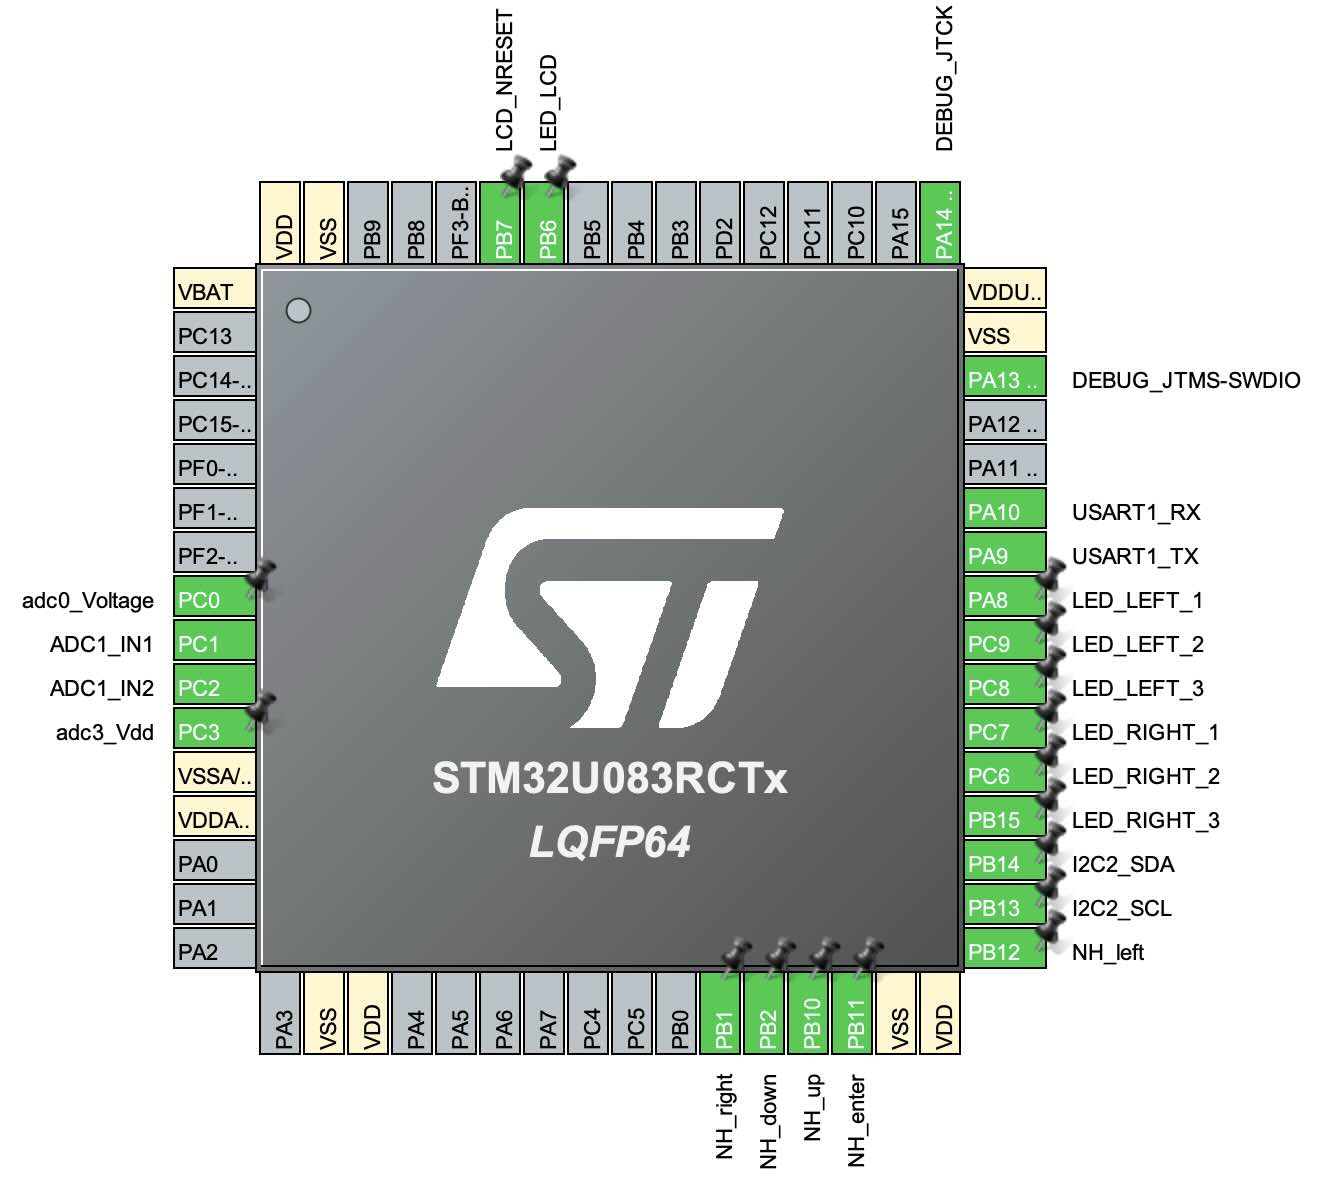 LCD_NRESET
LED_LCD
DEBUG_JTCK
VDD
VSS
PB9
PB8
PF3-B..
PB7
PB6
PB5
PB4
PB3
PD2
PC12
PC11
PC10
PA15
PA14 ..
VBAT
PC13
PC14-..
PC15-..
PF0-..
PF1-..
PF2-..
adc0_Voltage PC0
ADC1_IN1 PC1
ADC1_IN2 PC2
adc3_Vdd PC3
VSSA/..
VDDA..
PA0
PA1
PA2
ST
STM32U083RCTx
LQFP64
VDDU..
VSS
PA13 .. DEBUG_JTMS-SWDIO
PA12 ..
PA11 ..
PA10 USART1_RX
PA9 USART1_TX
PA8 LED_LEFT_1
PC9 LED_LEFT_2
PC8 LED_LEFT_3
PC7 LED_RIGHT_1
PC6 LED_RIGHT_2
PB15 LED_RIGHT_3
PB14 I2C2_SDA
PB13 I2C2_SCL
PB12 NH_left
PA3
VSS
VDD
PA4
PA5
PA6
PA7
PC4
PC5
PB0
PB1
PB2
PB10
PB11
VSS
VDD
NH_right
NH_down
NH_up
NH_enter